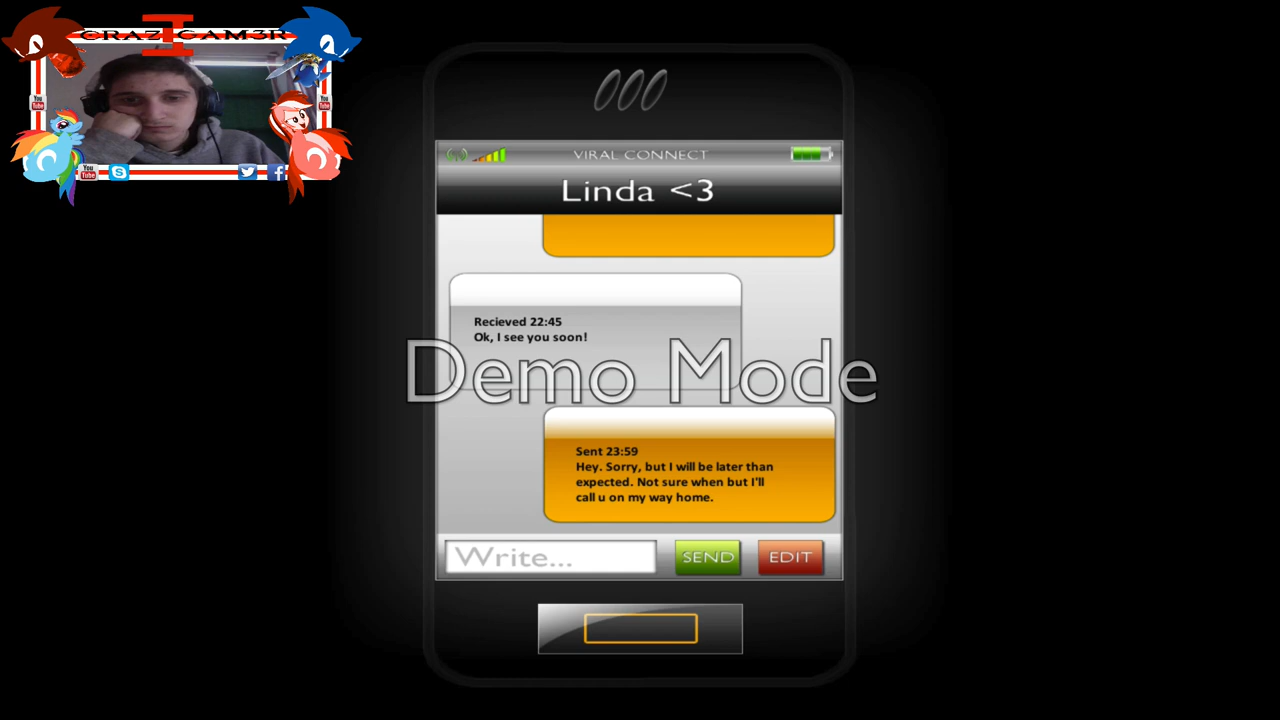 CRAZ I GAM3R
VIRAL CONNECT
Linda <3
Recieved 22:45
Ok, I see you soon!
Demo Mode
Sent 23:59
Hey. Sorry, but I will be later than
expected. Not sure when but I'll
call u on my way home.
Write...
SEND
EDIT